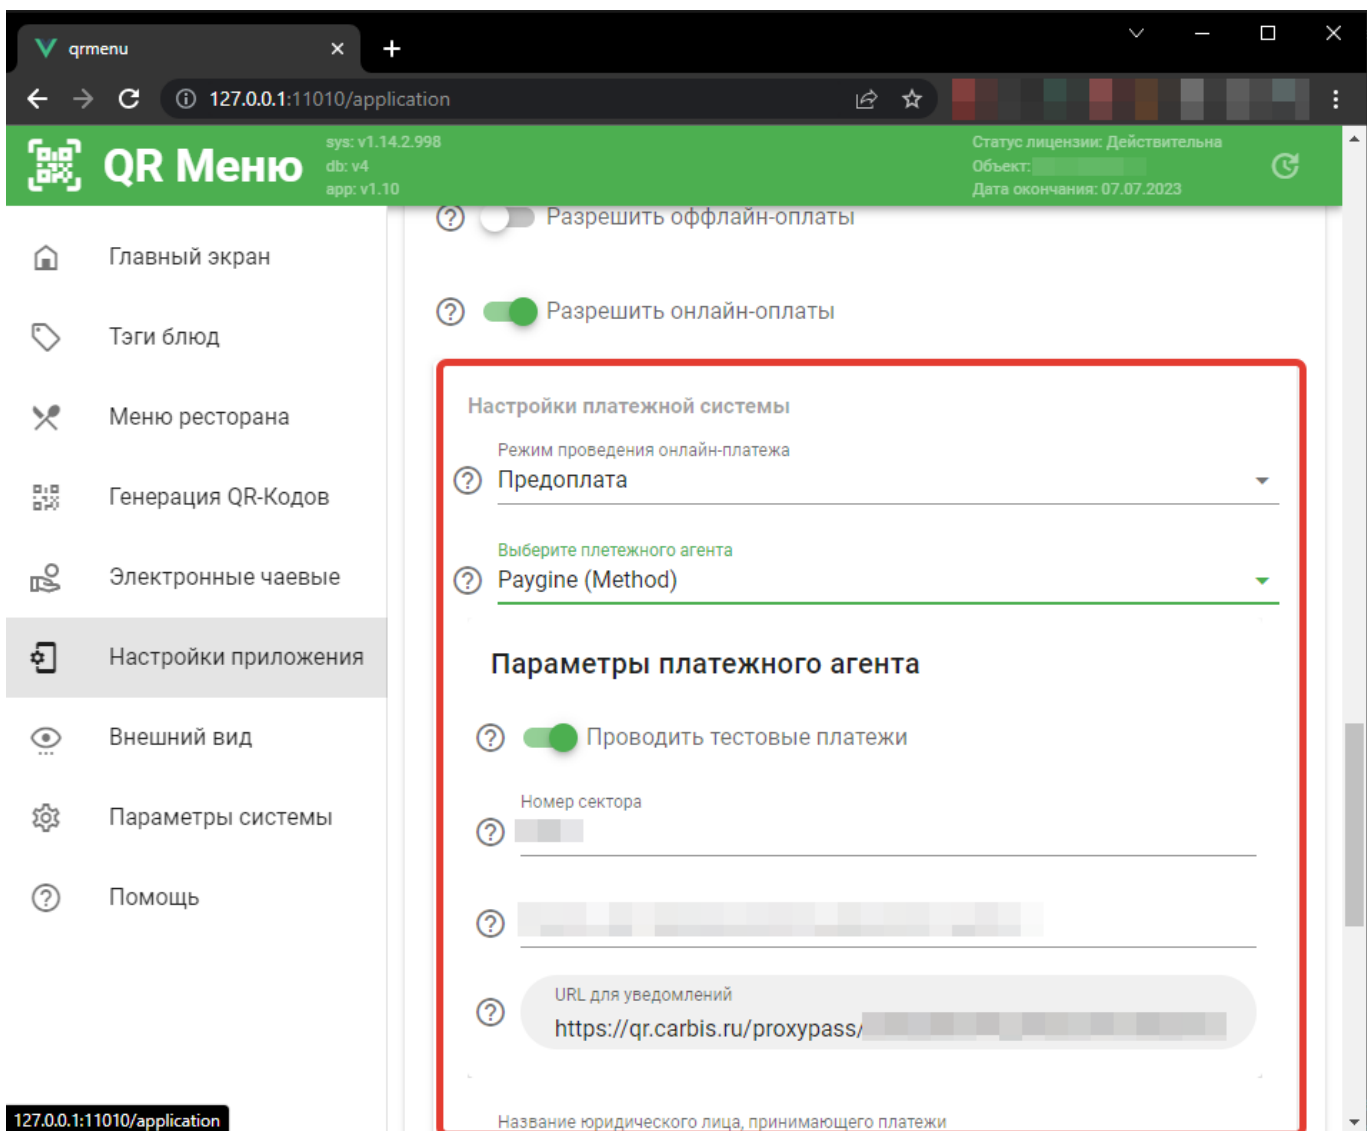 qrmenu
127.0.0.1:11010/application
QR Меню
sys: v1.14.2.998
db: v4
app: v1.10
Статус лицензии: Действительна
Объект:
Дата окончания: 07.07.2023
Главный экран
Тэги блюд
Меню ресторана
Генерация QR-Кодов
Электронные чаевые
Настройки приложения
Внешний вид
Параметры системы
Помощь
Разрешить оффлайн-оплаты
Разрешить онлайн-оплаты
Настройки платежной системы
Режим проведения онлайн-платежа
Предоплата
Выберите плетежного агента
Paygine (Method)
Параметры платежного агента
Проводить тестовые платежи
Номер сектора
URL для уведомлений
https://qr.carbis.ru/proxypass/
Название юридического лица, принимающего платежи
127.0.0.1:11010/application